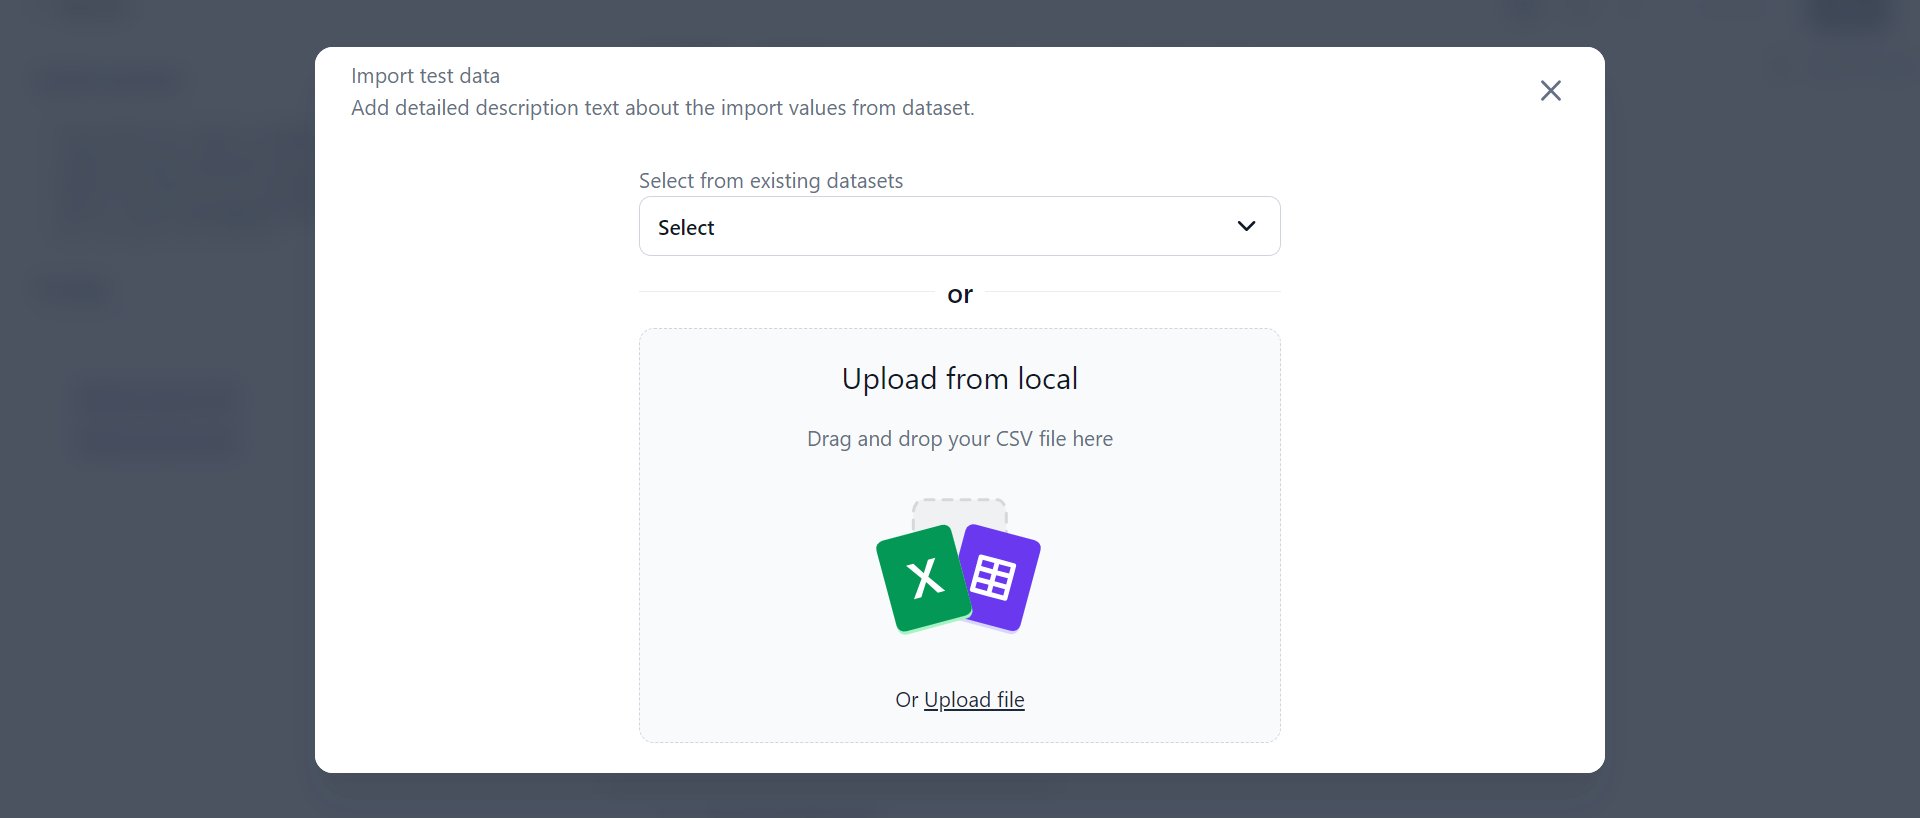 Import test data
Add detailed description text about the import values from dataset.
Select from existing datasets
Select
or
Upload from local
Drag and drop your CSV file here
X
Or Upload file